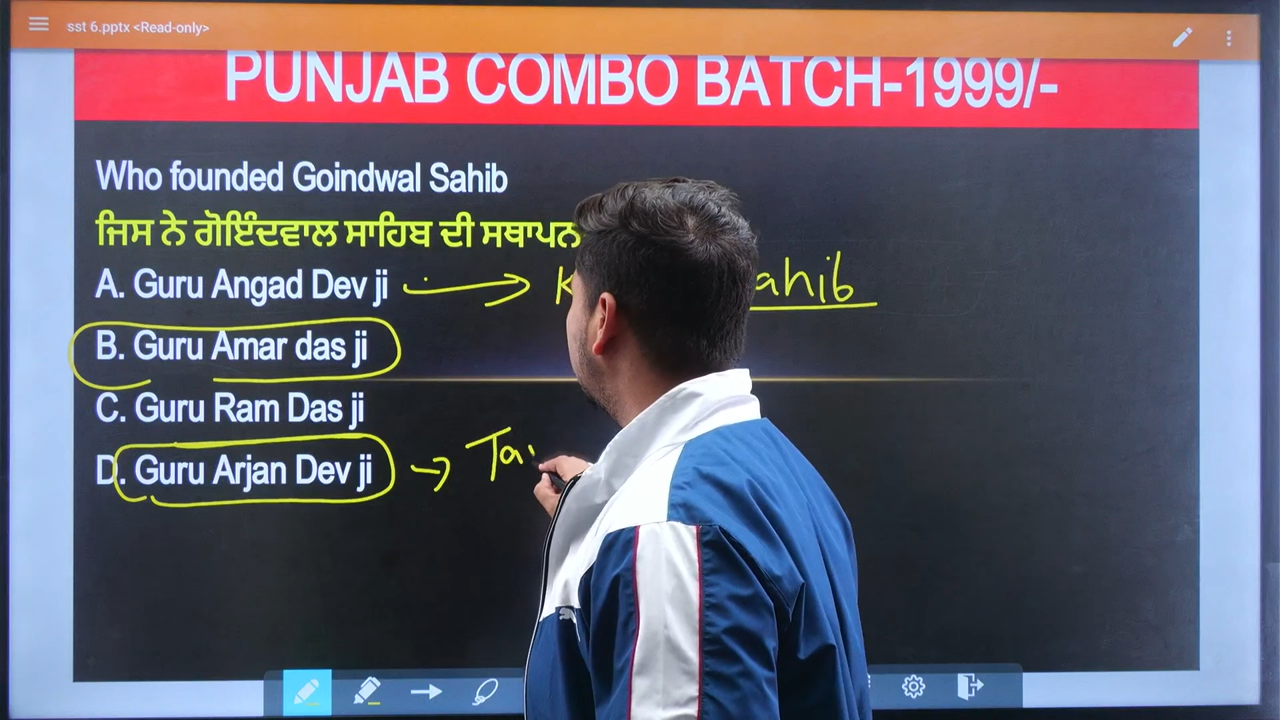 sst 6.pptx <Read-only>
PUNJAB COMBO BATCH-1999/-
Who founded Goindwal Sahib
ਜਿਸ ਨੇ ਗੋਇੰਦਵਾਲ ਸਾਹਿਬ ਦੀ ਸਥਾਪਨ
A. Guru Angad Dev ji → K ahib
B. Guru Amar das ji
C. Guru Ram Das ji
D. Guru Arjan Dev ji → Ta